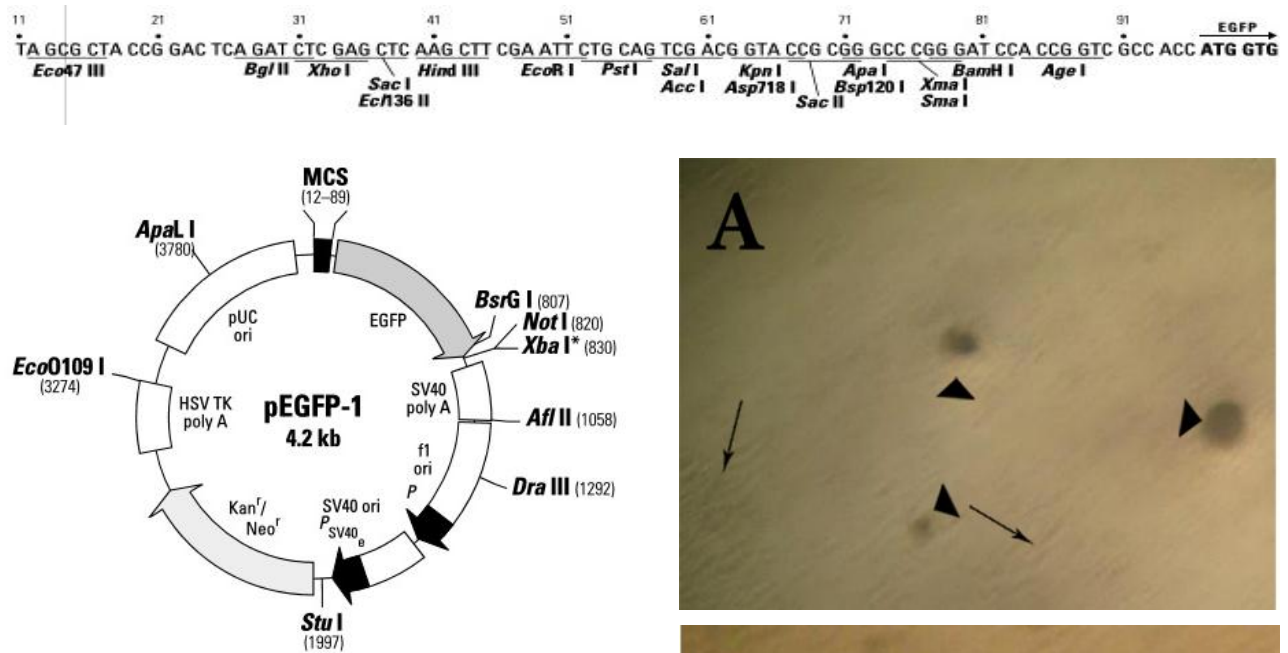 11 21 31 41 51 61 71 81 91 EGFP
TA GCG CTA CCG GAC TCA GAT CTC GAG CTC AAG CTT CGA ATT CTG CAG TCG ACG GTA CCG CGG GCC CGG GAT CCA CCG GTC GCC ACC ATG GTG
Eco47 III Bgl II Xho I Hind III EcoR I Pst I Sal I Kpn I Apa I BamH I Age I
Sac I Acc I Asp718 I Bsp120 I Xma I
Ecl136 II Sac II Sma I
MCS
(12–89)
ApaL I
(3780)
BsrG I (807)
Not I (820)
Xba I* (830)
pUC
ori
EGFP
EcoO109 I
(3274)
HSV TK
poly A
pEGFP-1
4.2 kb
SV40
poly A
Afl II (1058)
f1
ori
Dra III (1292)
P
Kanr/
Neor
SV40 ori
PSV40e
Stu I
(1997)
A